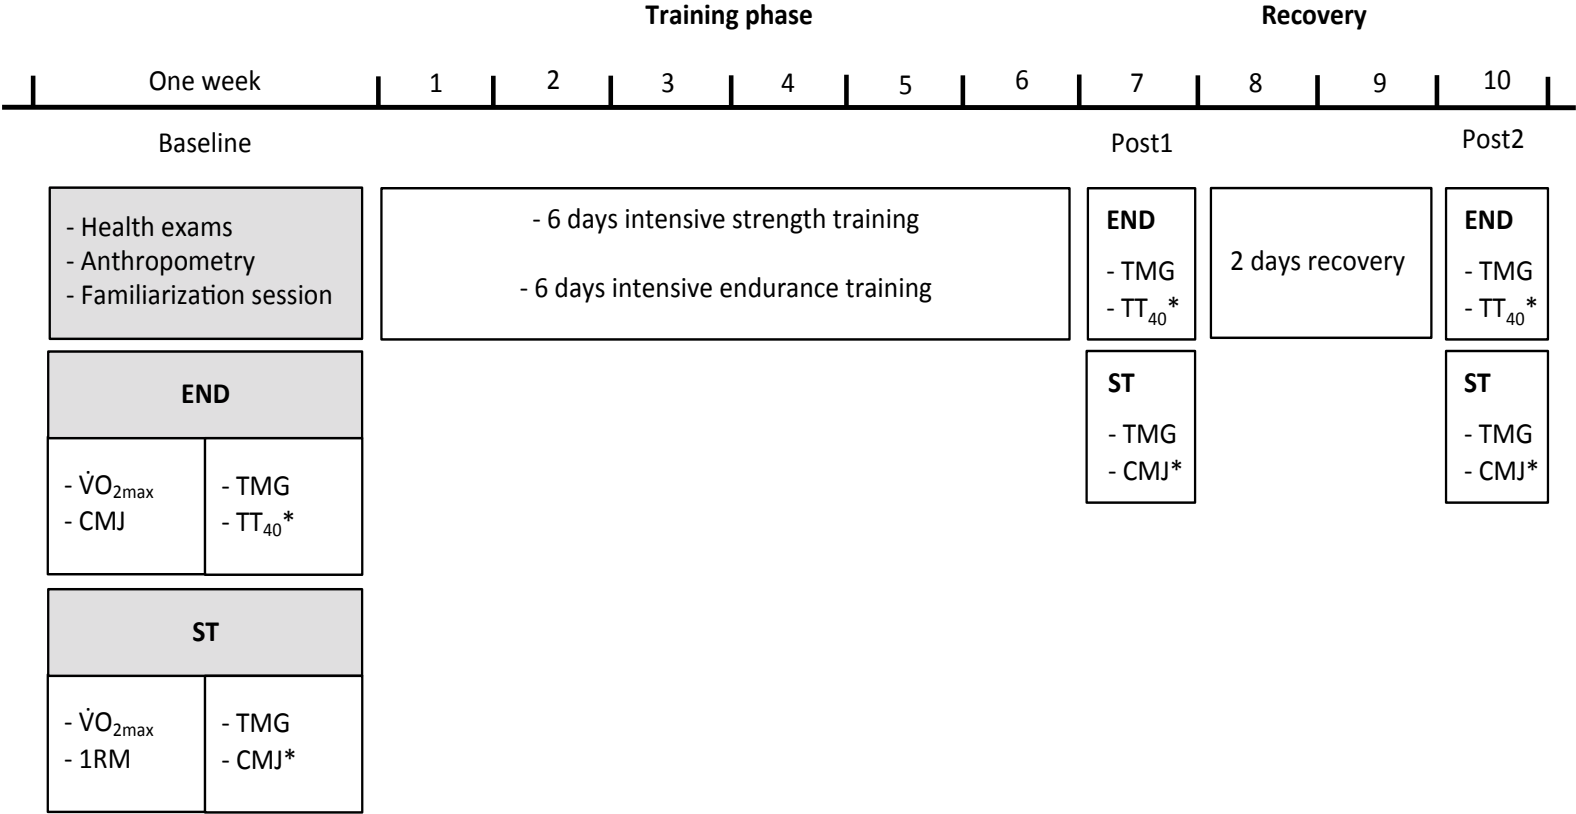 Training phase
Recovery
One week
1
2
3
4
5
6
7
8
9
10
Baseline
Post1
Post2
- Health exams
- Anthropometry
- Familiarization session
- 6 days intensive strength training
- 6 days intensive endurance training
END
- TMG
- TT₄₀*
2 days recovery
END
- TMG
- TT₄₀*
END
- V̇O₂max
- CMJ
- TMG
- TT₄₀*
ST
- TMG
- CMJ*
ST
- TMG
- CMJ*
ST
- V̇O₂max
- 1RM
- TMG
- CMJ*